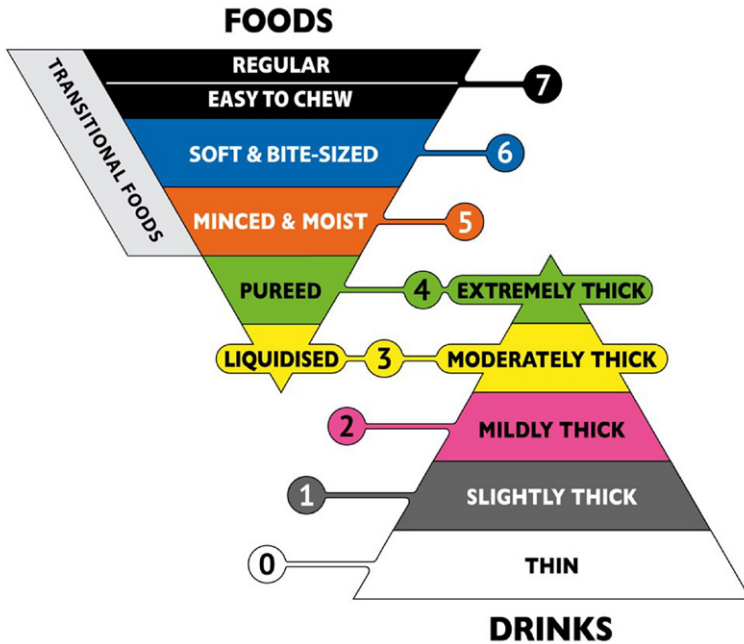 FOODS
REGULAR
EASY TO CHEW
7
TRANSITIONAL FOODS
SOFT & BITE-SIZED
6
MINCED & MOIST
5
PUREED
4
EXTREMELY THICK
LIQUIDISED
3
MODERATELY THICK
2
MILDLY THICK
1
SLIGHTLY THICK
0
THIN
DRINKS